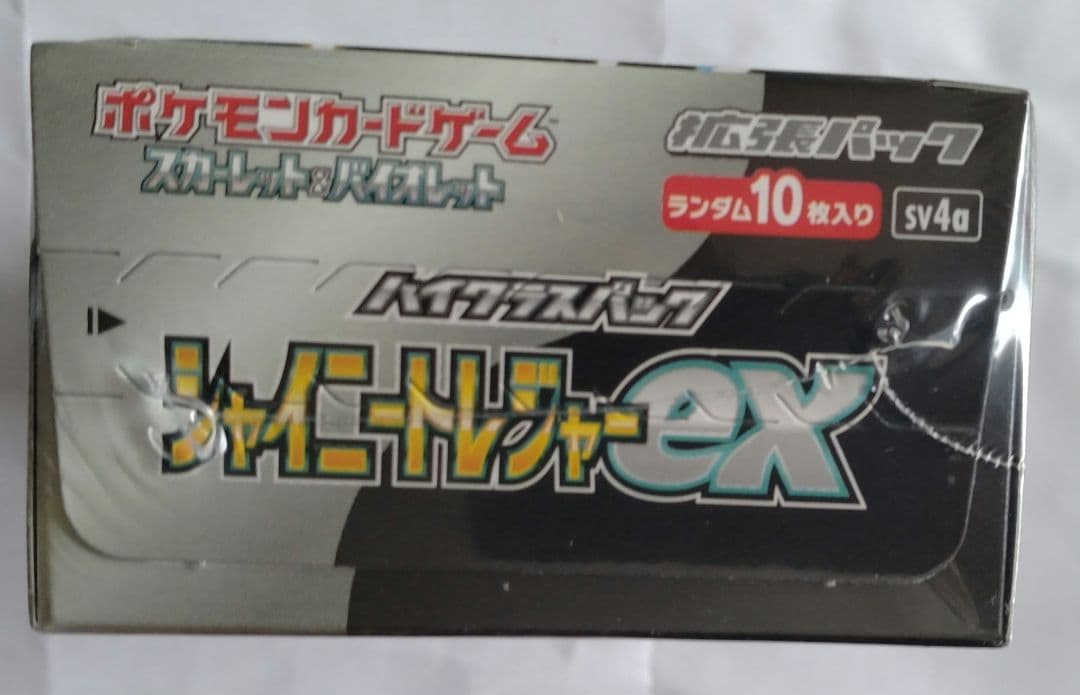 ポケモンカードゲーム™
スカーレット&バイオレット
拡張パック
ランダム10枚入り
sv4a
ハイクラスパック
シャイニートレジャーex